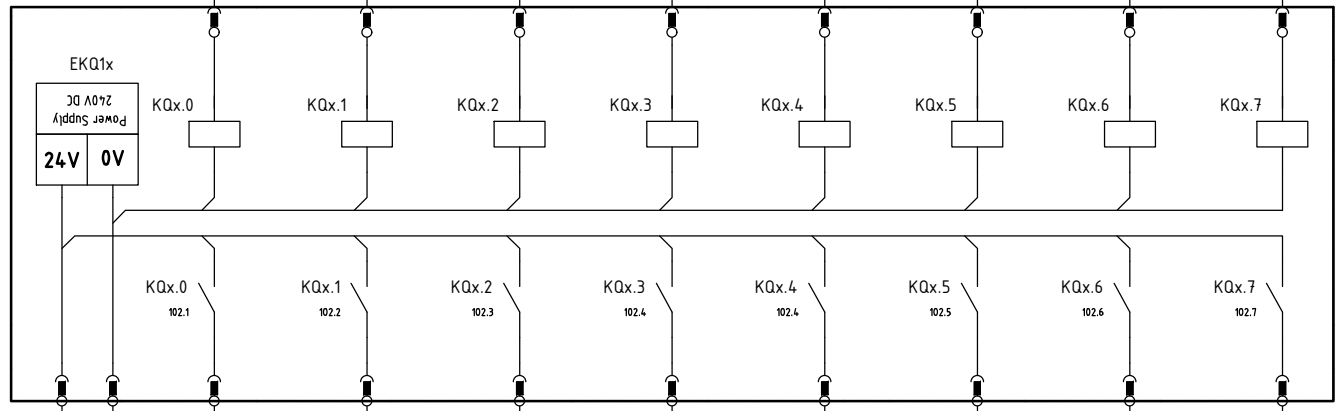 EKQ1x
Power Supply
240V DC
24V 0V
KQx.0 KQx.1 KQx.2 KQx.3 KQx.4 KQx.5 KQx.6 KQx.7
KQx.0 KQx.1 KQx.2 KQx.3 KQx.4 KQx.5 KQx.6 KQx.7
102.1 102.2 102.3 102.4 102.4 102.5 102.6 102.7